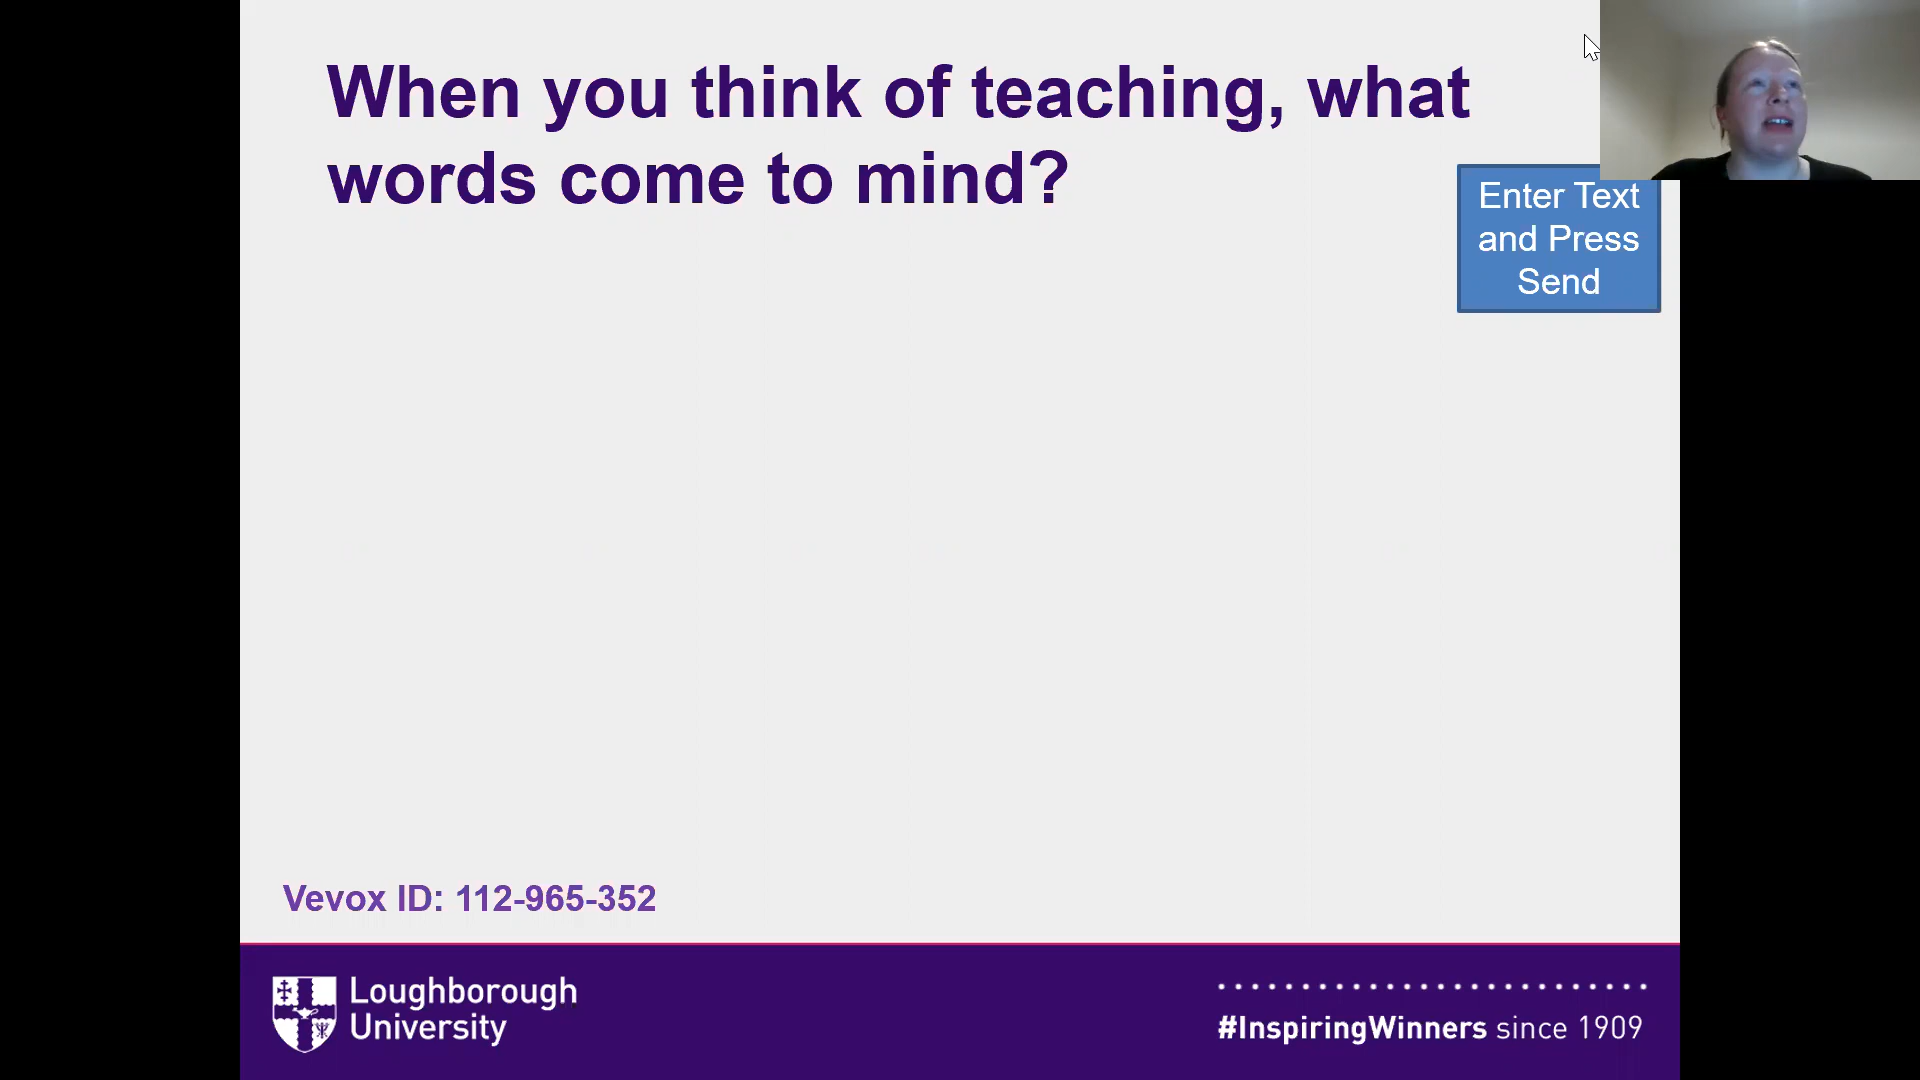 When you think of teaching, what
words come to mind?
Enter Text
and Press
Send
Vevox ID: 112-965-352
Loughborough
University
#InspiringWinners since 1909